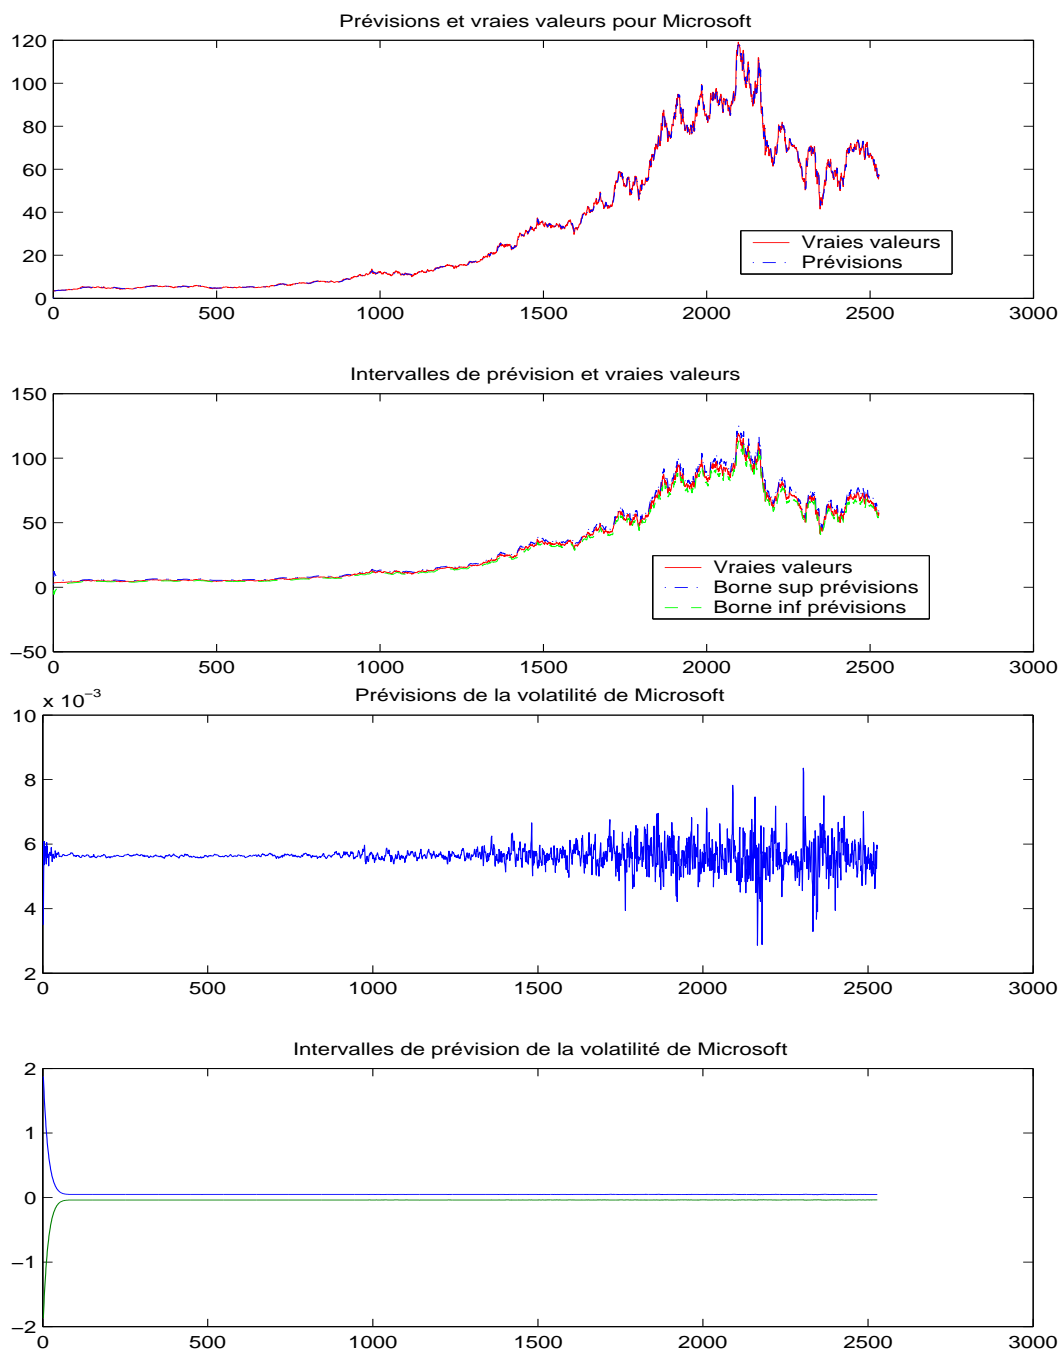 Prévisions et vraies valeurs pour Microsoft
120
100
80
60
40
20
0
Vraies valeurs
Prévisions
0 500 1000 1500 2000 2500 3000
Intervalles de prévision et vraies valeurs
150
100
50
0
−50
Vraies valeurs
Borne sup prévisions
Borne inf prévisions
0 500 1000 1500 2000 2500 3000
x 10−3
Prévisions de la volatilité de Microsoft
10
8
6
4
2
0 500 1000 1500 2000 2500 3000
Intervalles de prévision de la volatilité de Microsoft
2
1
0
−1
−2
0 500 1000 1500 2000 2500 3000